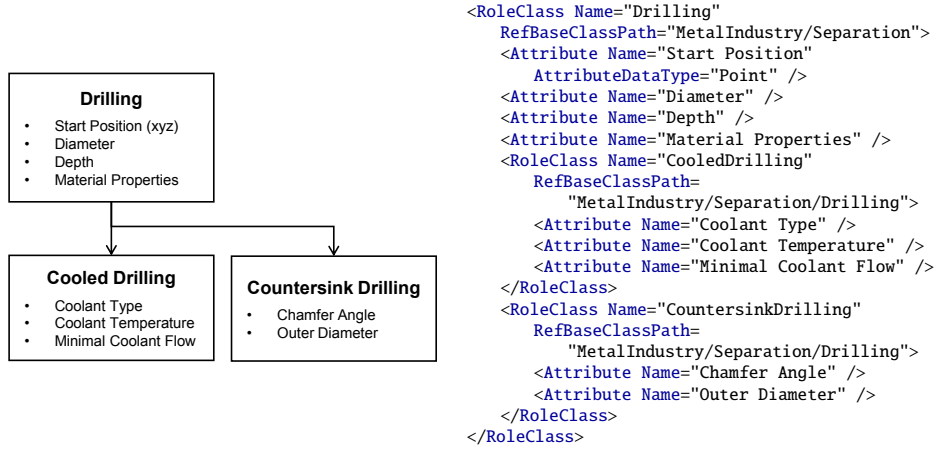 Drilling
• Start Position (xyz)
• Diameter
• Depth
• Material Properties
Cooled Drilling
• Coolant Type
• Coolant Temperature
• Minimal Coolant Flow
Countersink Drilling
• Chamfer Angle
• Outer Diameter
<RoleClass Name="Drilling"
RefBaseClassPath="MetalIndustry/Separation">
<Attribute Name="Start Position"
AttributeDataType="Point" />
<Attribute Name="Diameter" />
<Attribute Name="Depth" />
<Attribute Name="Material Properties" />
<RoleClass Name="CooledDrilling"
RefBaseClassPath=
"MetalIndustry/Separation/Drilling">
<Attribute Name="Coolant Type" />
<Attribute Name="Coolant Temperature" />
<Attribute Name="Minimal Coolant Flow" />
</RoleClass>
<RoleClass Name="CountersinkDrilling"
RefBaseClassPath=
"MetalIndustry/Separation/Drilling">
<Attribute Name="Chamfer Angle" />
<Attribute Name="Outer Diameter" />
</RoleClass>
</RoleClass>